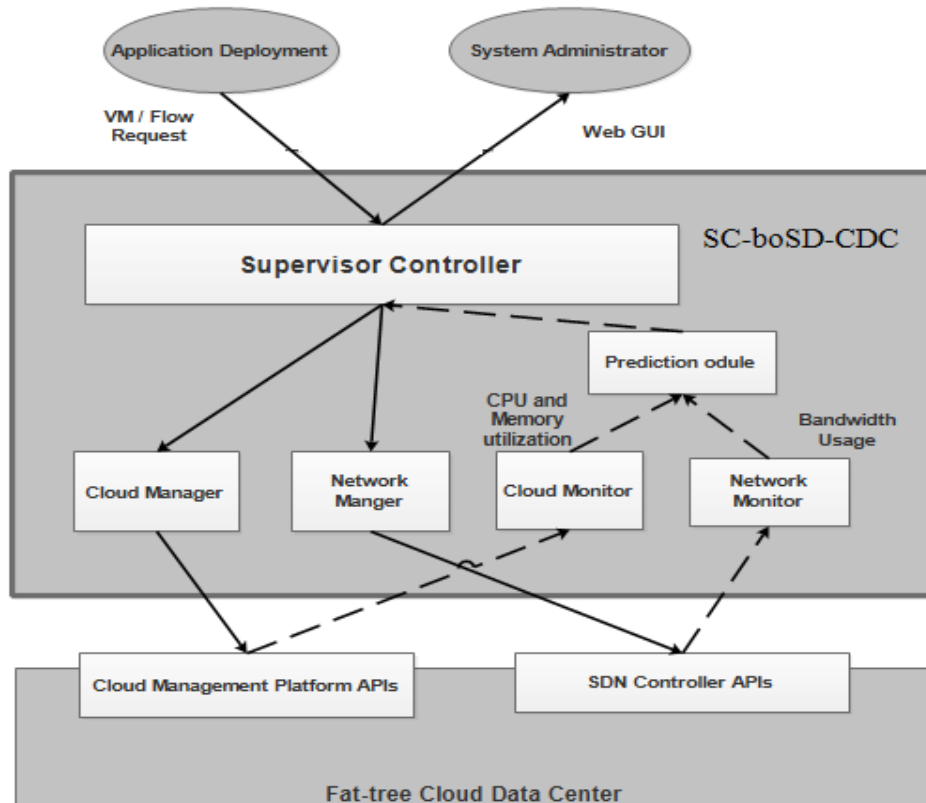 Application Deployment
System Administrator
VM / Flow
Request
Web GUI
SC-boSD-CDC
Supervisor Controller
Prediction odule
CPU and
Memory
utilization
Bandwidth
Usage
Cloud Manager
Network
Manger
Cloud Monitor
Network
Monitor
Cloud Management Platform APIs
SDN Controller APIs
Fat-tree Cloud Data Center